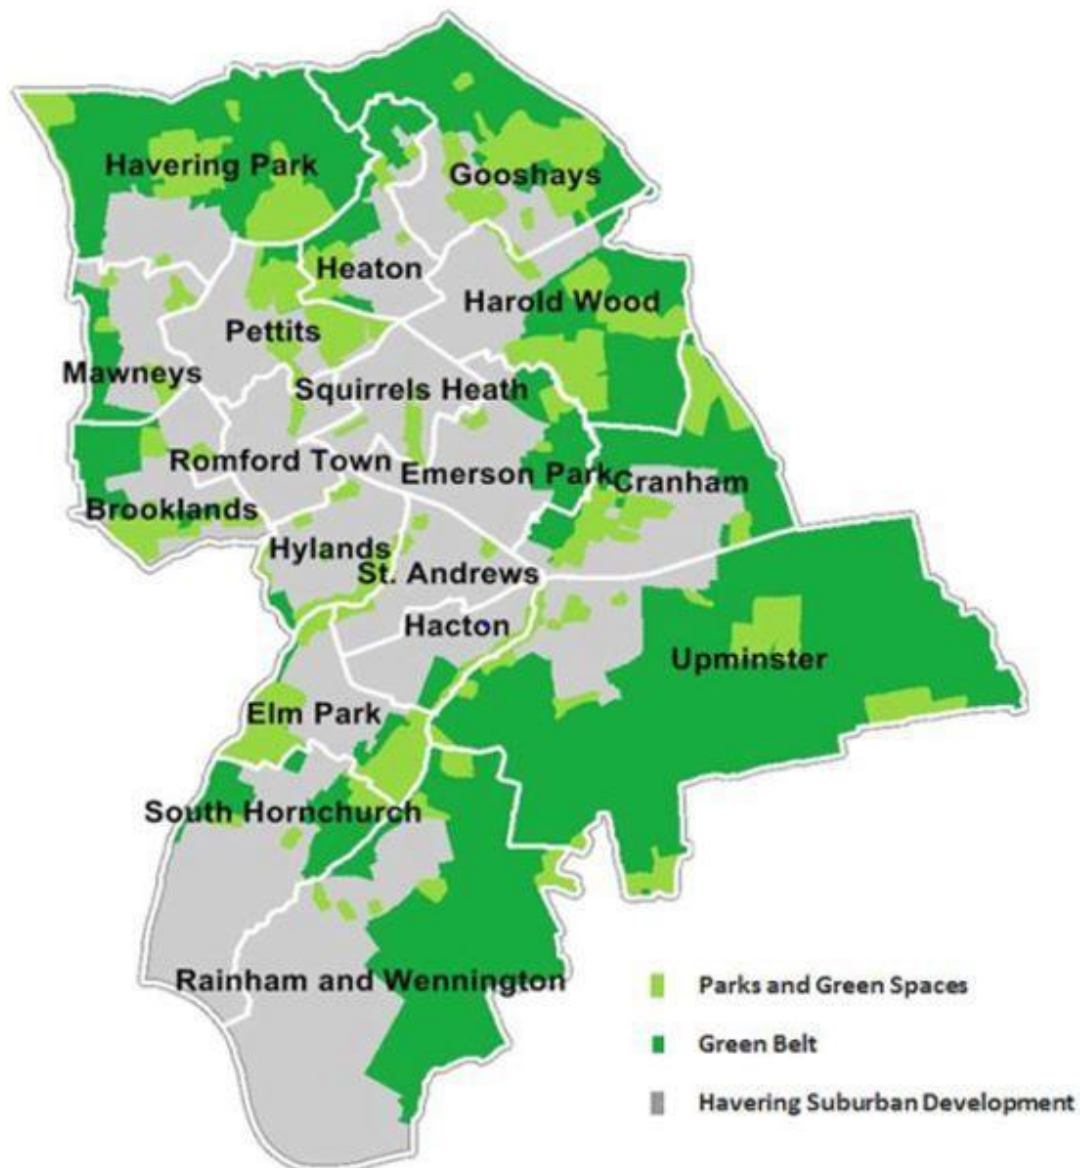 Havering Park
Gooshays
Heaton
Harold Wood
Pettits
Mawneys
Squirrels Heath
Romford Town
Emerson Park
Cranham
Brooklands
Hylands
St. Andrews
Hacton
Upminster
Elm Park
South Hornchurch
Rainham and Wennington
Parks and Green Spaces
Green Belt
Havering Suburban Development